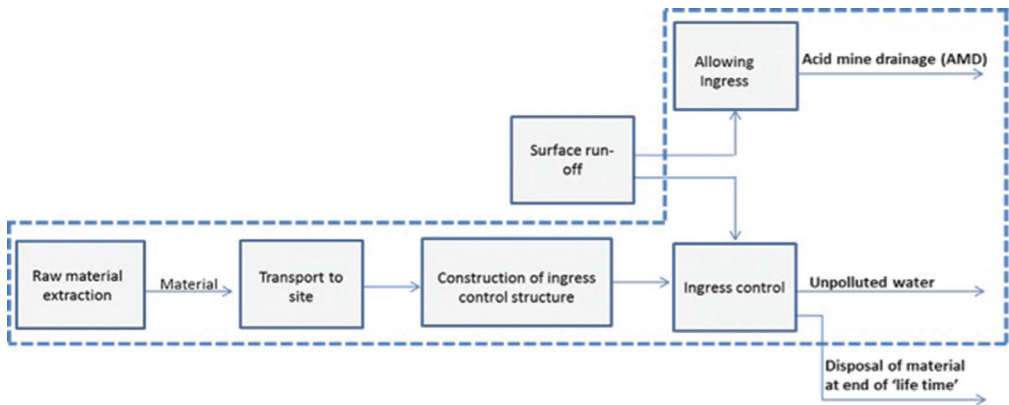 Allowing
Ingress
Acid mine drainage (AMD)
Surface run-
off
Raw material
extraction
Material
Transport to
site
Construction of ingress
control structure
Ingress control
Unpolluted water
Disposal of material
at end of ‘life time’